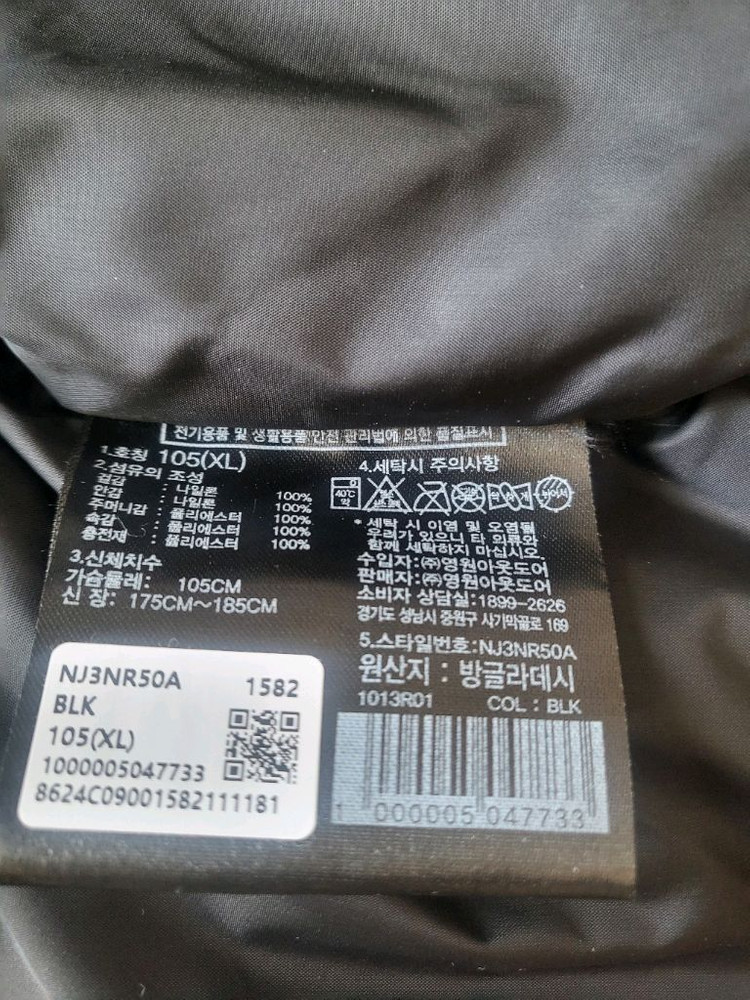 전기용품 및 생활용품 안전 관리법에 의한 품질표시
1.호칭 105(XL)
2.섬유의 조성
겉감 : 나일론 100%
안감 : 나일론 100%
주머니감 : 폴리에스터 100%
속감 : 폴리에스터 100%
충전재 : 폴리에스터 100%
3.신체치수
가슴둘레: 105CM
신 장: 175CM~185CM
4.세탁시 주의사항
40℃
약
* 세탁 시 이염 및 오염될
우려가 있으니 타 의류와
함께 세탁하지 마십시오.
수입자:㈜영원아웃도어
판매자:㈜영원아웃도어
소비자 상담실:1899-2626
경기도 성남시 중원구 사기막골로 169
5.스타일번호:NJ3NR50A
원산지 : 방글라데시
1013R01 COL : BLK
1 000005 047733
NJ3NR50A 1582
BLK
105(XL)
1000005047733
8624C09001582111181